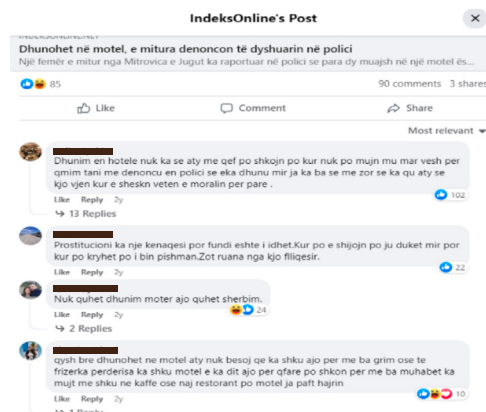 IndeksOnline's Post
INDEKSONLINE.NET
Dhunohet në motel, e mitura denoncon të dyshuarin në polici
Një femër e mitur nga Mitrovica e Jugut ka raportuar në polici se para dy muajsh në një motel ës...
85
90 comments 3 shares
Like Comment Share
Most relevant
Dhunim en hotele nuk ka se aty me qef po shkojn po kur nuk po mujn mu mar vesh per
qmim tani me denoncu en polici se eka dhunu mir ja ka ba se me zor se ka qu aty se
kjo vjen kur e sheskn veten e moralin per pare .
102
Like Reply 2y
13 Replies
Prostitucioni ka nje kenaqesi por fundi eshte i idhet.Kur po e shijojn po ju duket mir por
kur po kryhet po i bin pishman.Zot ruana nga kjo flliqesir.
22
Like Reply 2y
Nuk quhet dhunim moter ajo quhet sherbim.
24
Like Reply 2y
2 Replies
qysh bre dhunohet ne motel aty nuk besoj qe ka shku ajo per me ba grim ose te
frizerka perderisa ka shku motel e ka dit ajo per qfare po shkon per me ba muhabet ka
mujt me shku ne kaffe ose naj restorant po motel ja paft hajrin
10
Like Reply 2y
1 Reply